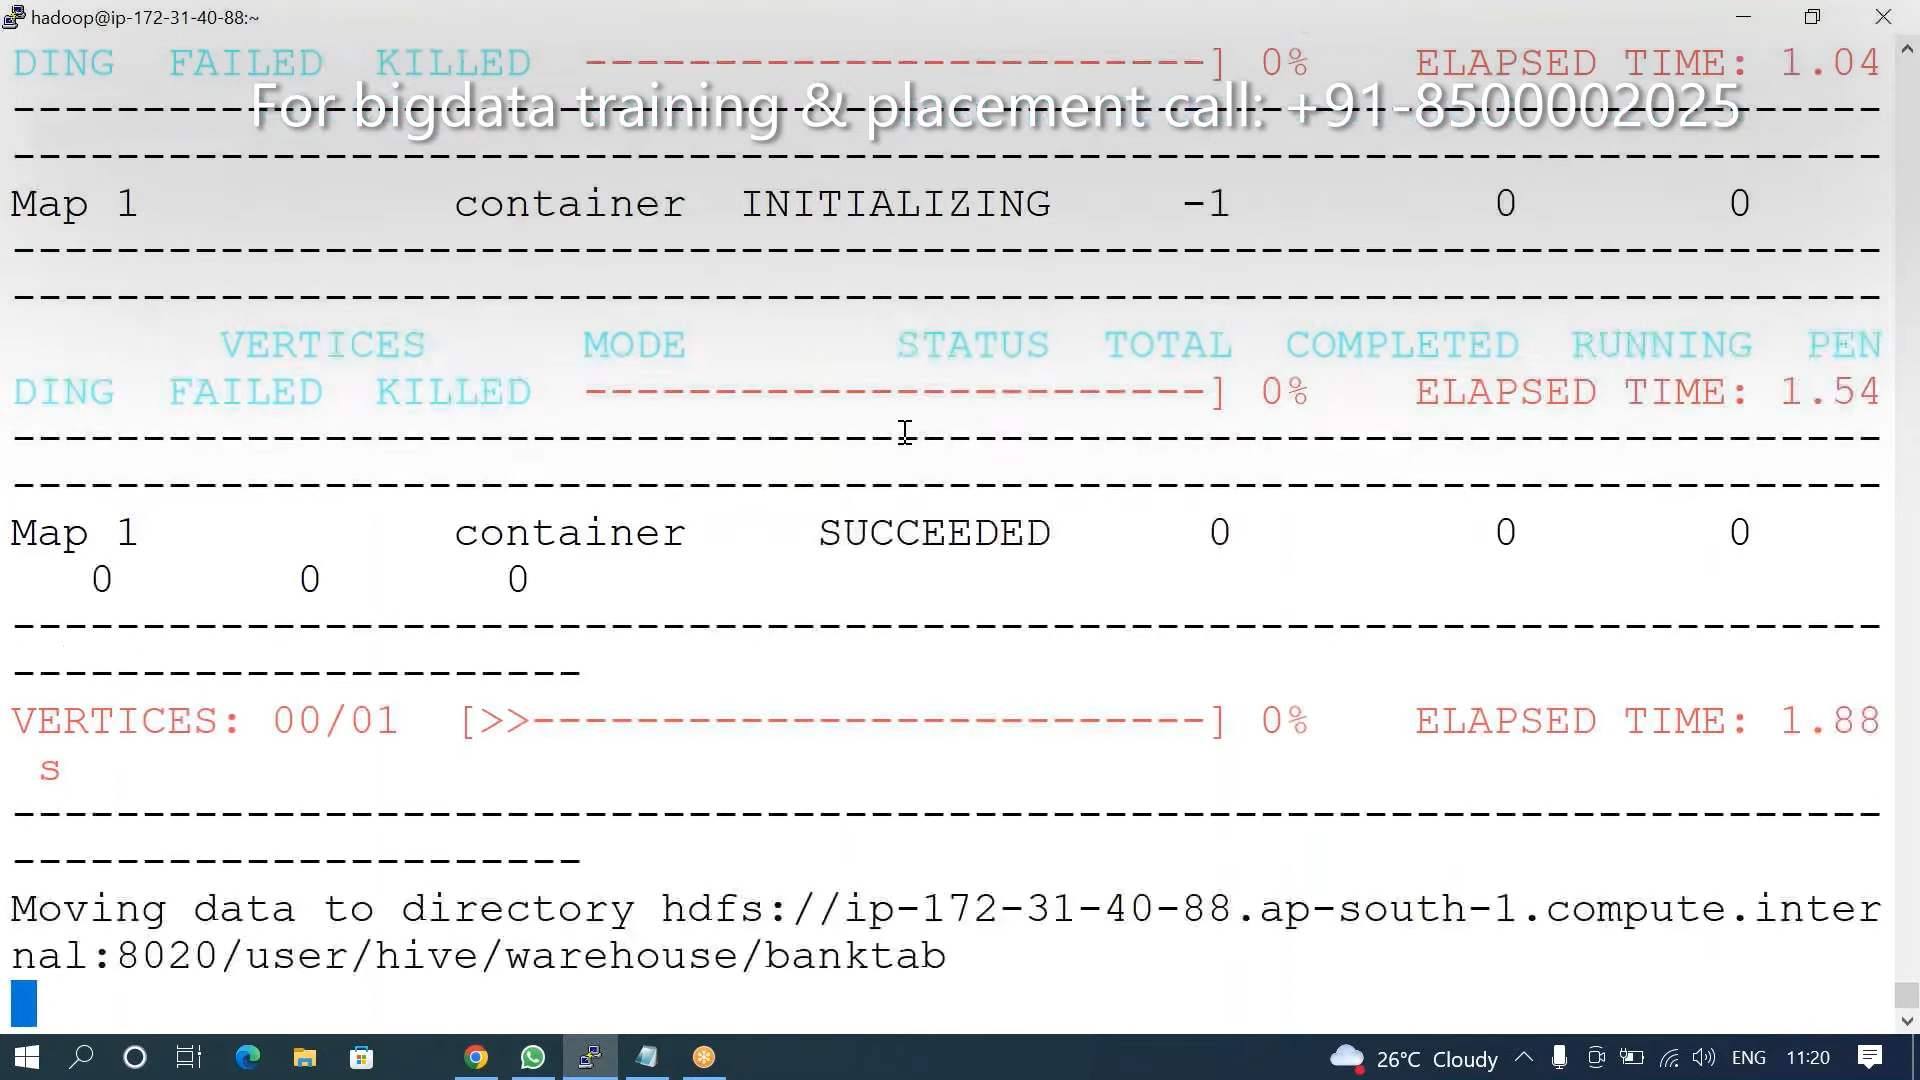 hadoop@ip-172-31-40-88:~
DING FAILED KILLED -----------------------] 0% ELAPSED TIME: 1.04
For bigdata training & placement call: +91-8500002025
Map 1 container INITIALIZING -1 0 0
VERTICES MODE STATUS TOTAL COMPLETED RUNNING PEN
DING FAILED KILLED -----------------------] 0% ELAPSED TIME: 1.54
Map 1 container SUCCEEDED 0 0 0
0 0 0
VERTICES: 00/01 [>>--------------------------] 0% ELAPSED TIME: 1.88
s
Moving data to directory hdfs://ip-172-31-40-88.ap-south-1.compute.inter
nal:8020/user/hive/warehouse/banktab
26°C Cloudy ENG 11:20